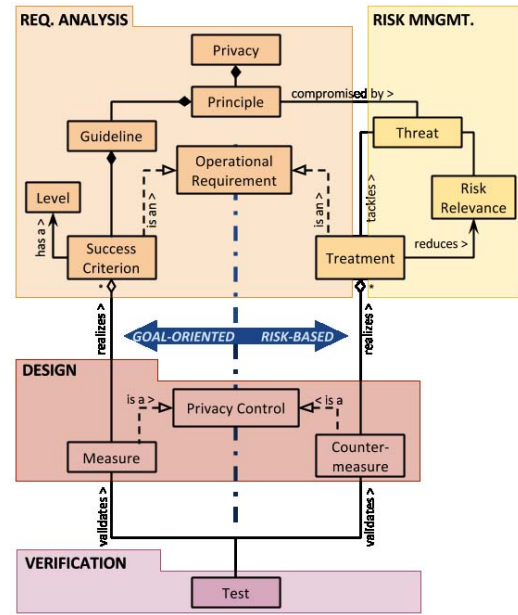 REQ. ANALYSIS
RISK MNGMT.
Privacy
Principle
compromised by >
Guideline
Threat
Operational
Requirement
Level
is an >
is an >
tackles >
Risk
Relevance
has a >
Success
Criterion
Treatment
reduces >
*
*
realizes >
realizes >
GOAL-ORIENTED
RISK-BASED
DESIGN
is a >
Privacy Control
< is a
Measure
Counter-
measure
validates >
validates >
VERIFICATION
Test